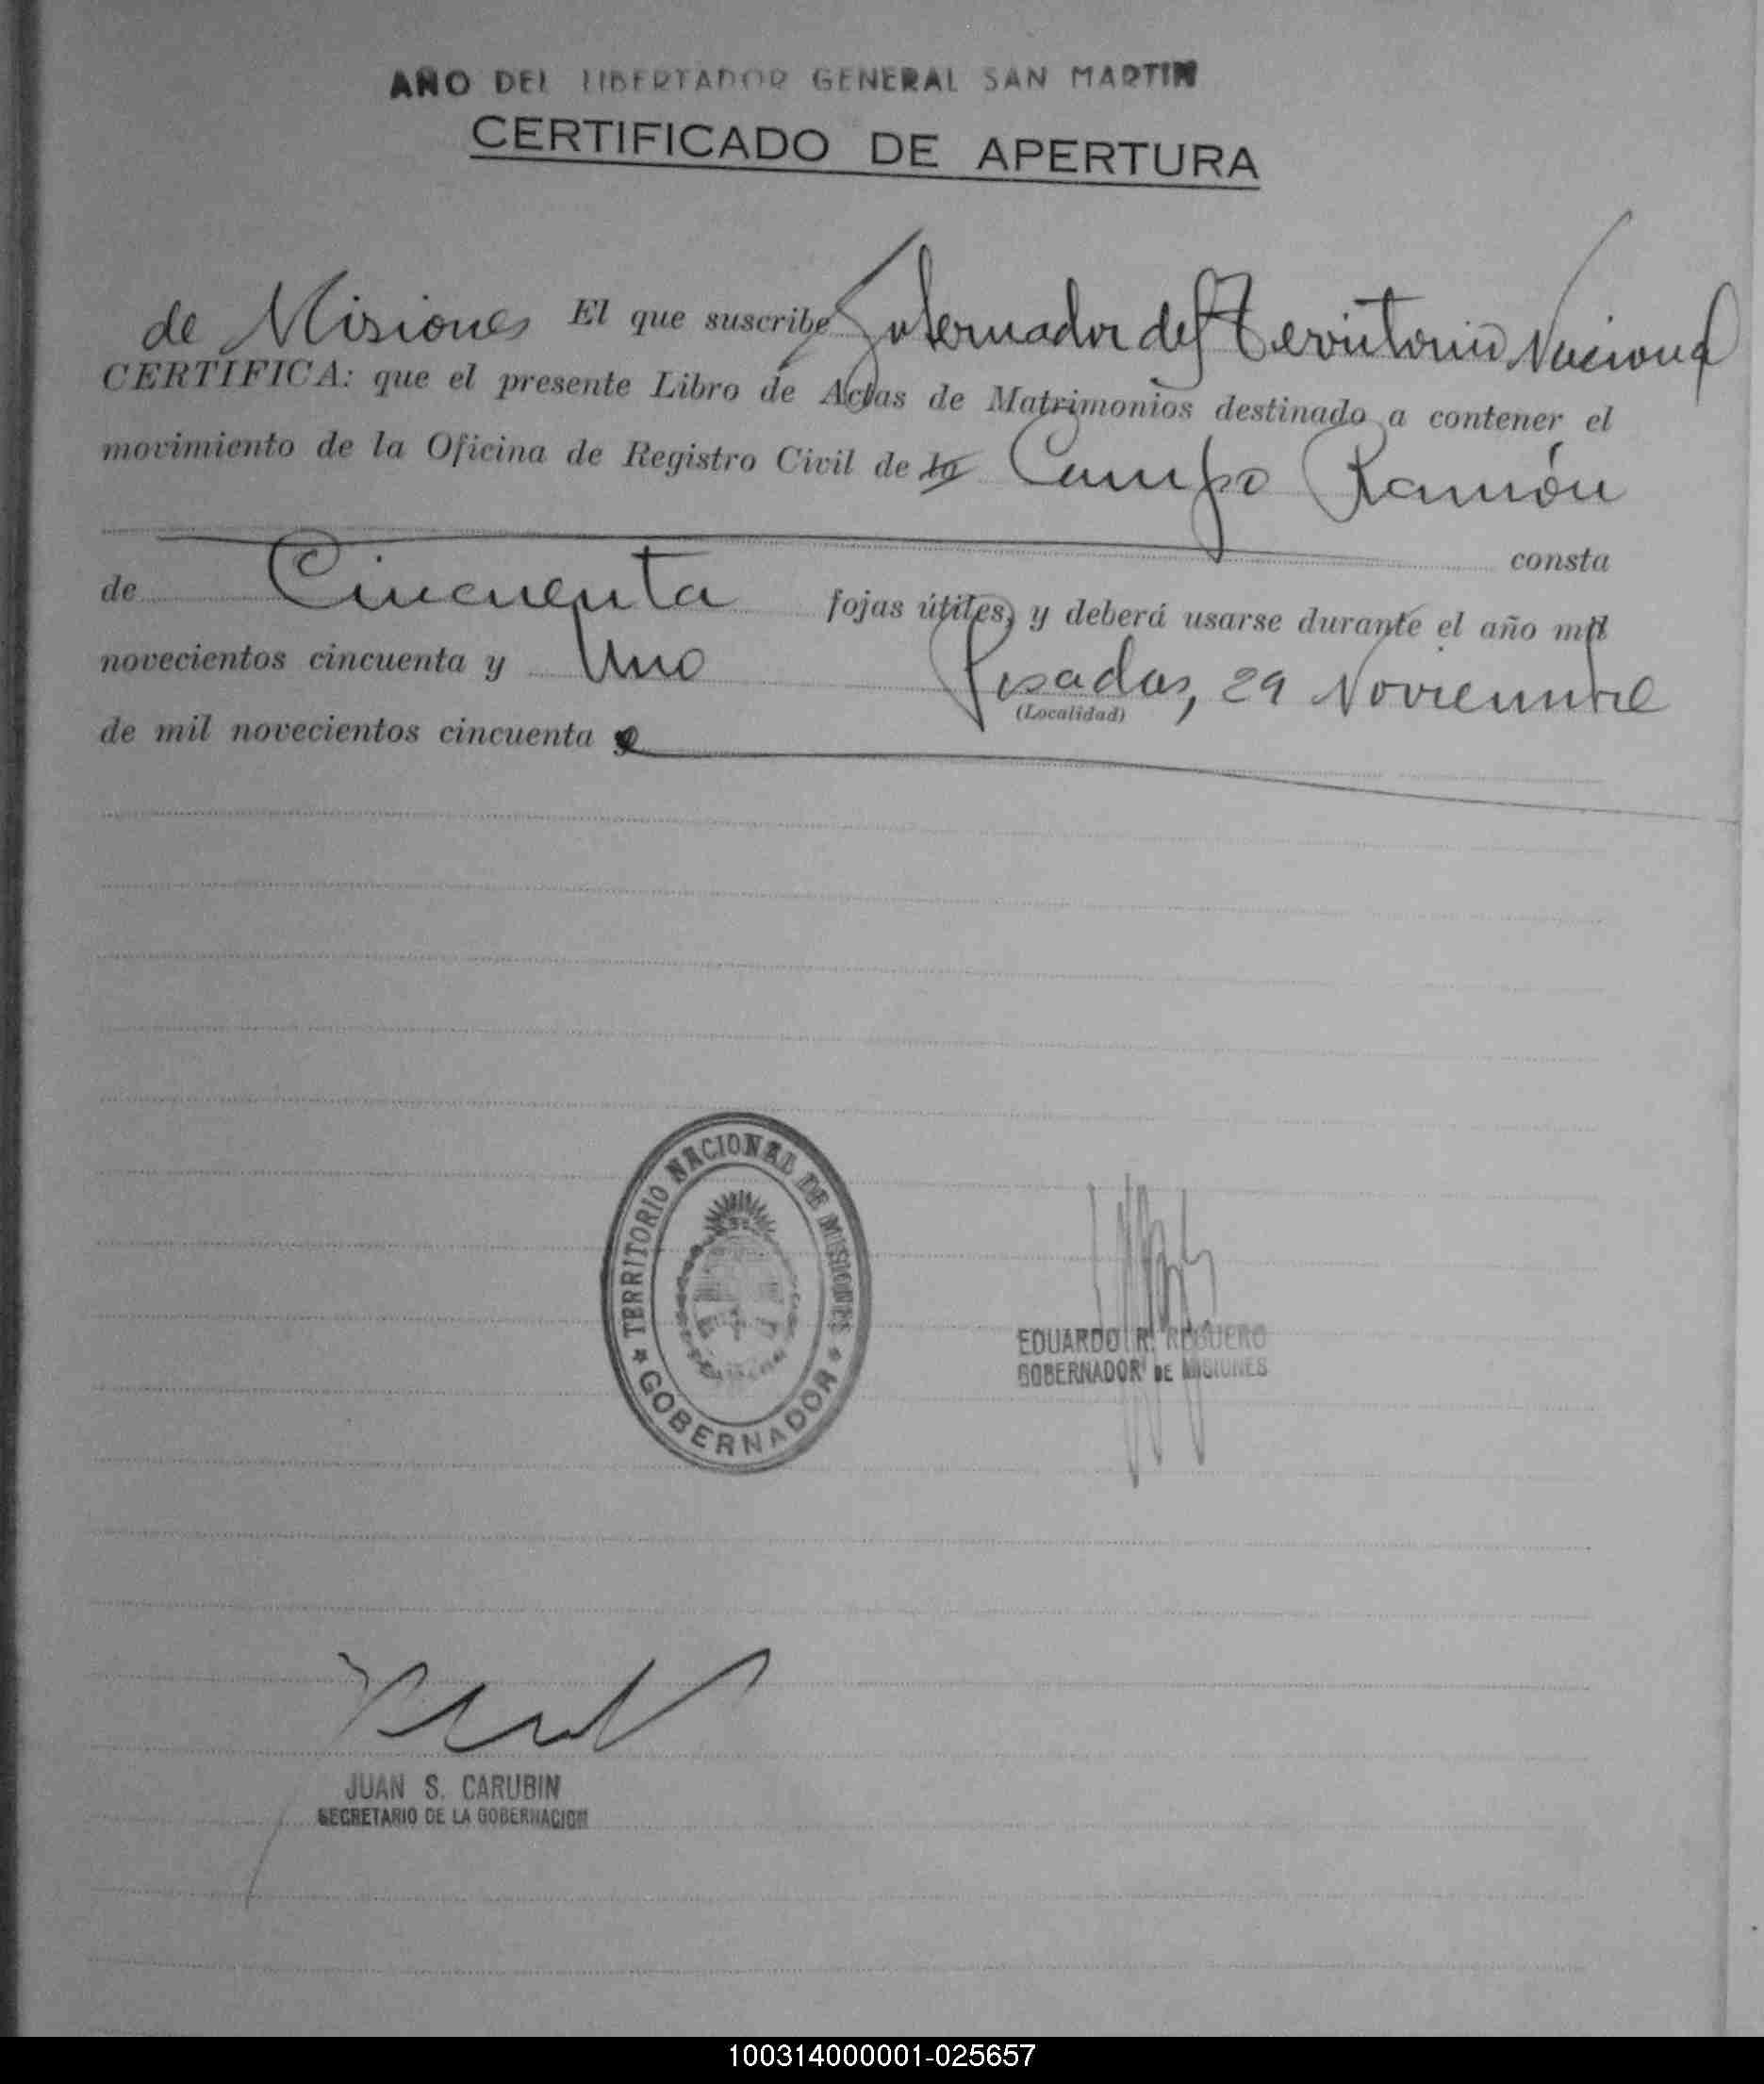 AÑO DEL LIBERTADOR GENERAL SAN MARTIN
CERTIFICADO DE APERTURA
El que suscribe Gobernador del Territorio Nacional
de Misiones
CERTIFICA: que el presente Libro de Actas de Matrimonios destinado a contener el
movimiento de la Oficina de Registro Civil de la Campo Ramón
consta
de Cincuenta fojas útiles, y deberá usarse durante el año mil
novecientos cincuenta y Uno Posadas, 29 Noviembre
(Localidad)
de mil novecientos cincuenta
TERRITORIO NACIONAL DE MISIONES
GOBERNADOR
EDUARDO R. REGUERO
GOBERNADOR DE MISIONES
JUAN S. CARUBIN
SECRETARIO DE LA GOBERNACION
100314000001-025657